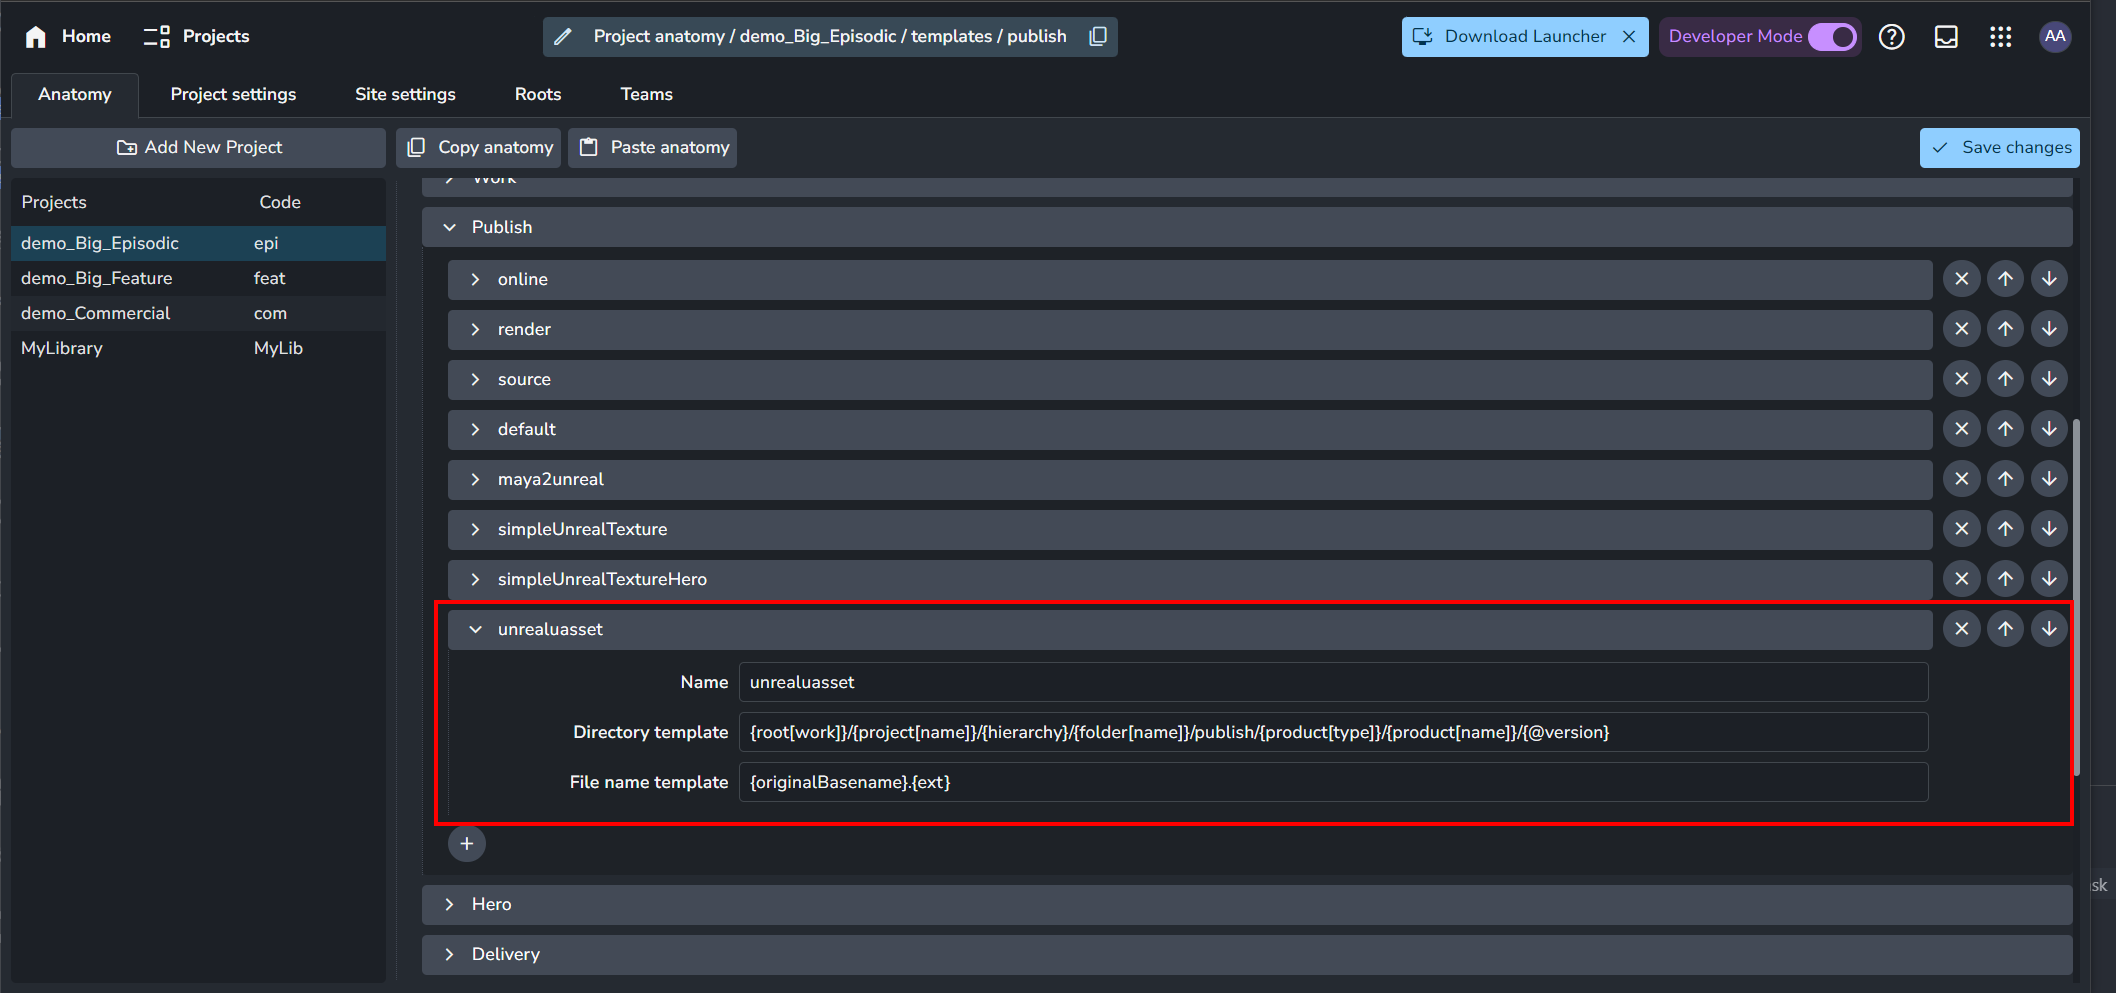 Home Projects Project anatomy / demo_Big_Episodic / templates / publish Download Launcher Developer Mode AA
Anatomy Project settings Site settings Roots Teams
Add New Project Copy anatomy Paste anatomy Save changes
Projects Code
demo_Big_Episodic epi
demo_Big_Feature feat
demo_Commercial com
MyLibrary MyLib
Work
Publish
online
render
source
default
maya2unreal
simpleUnrealTexture
simpleUnrealTextureHero
unrealuasset
Name unrealuasset
Directory template {root[work]}/{project[name]}/{hierarchy}/{folder[name]}/publish/{product[type]}/{product[name]}/{@version}
File name template {originalBasename}.{ext}
Hero
Delivery
sk